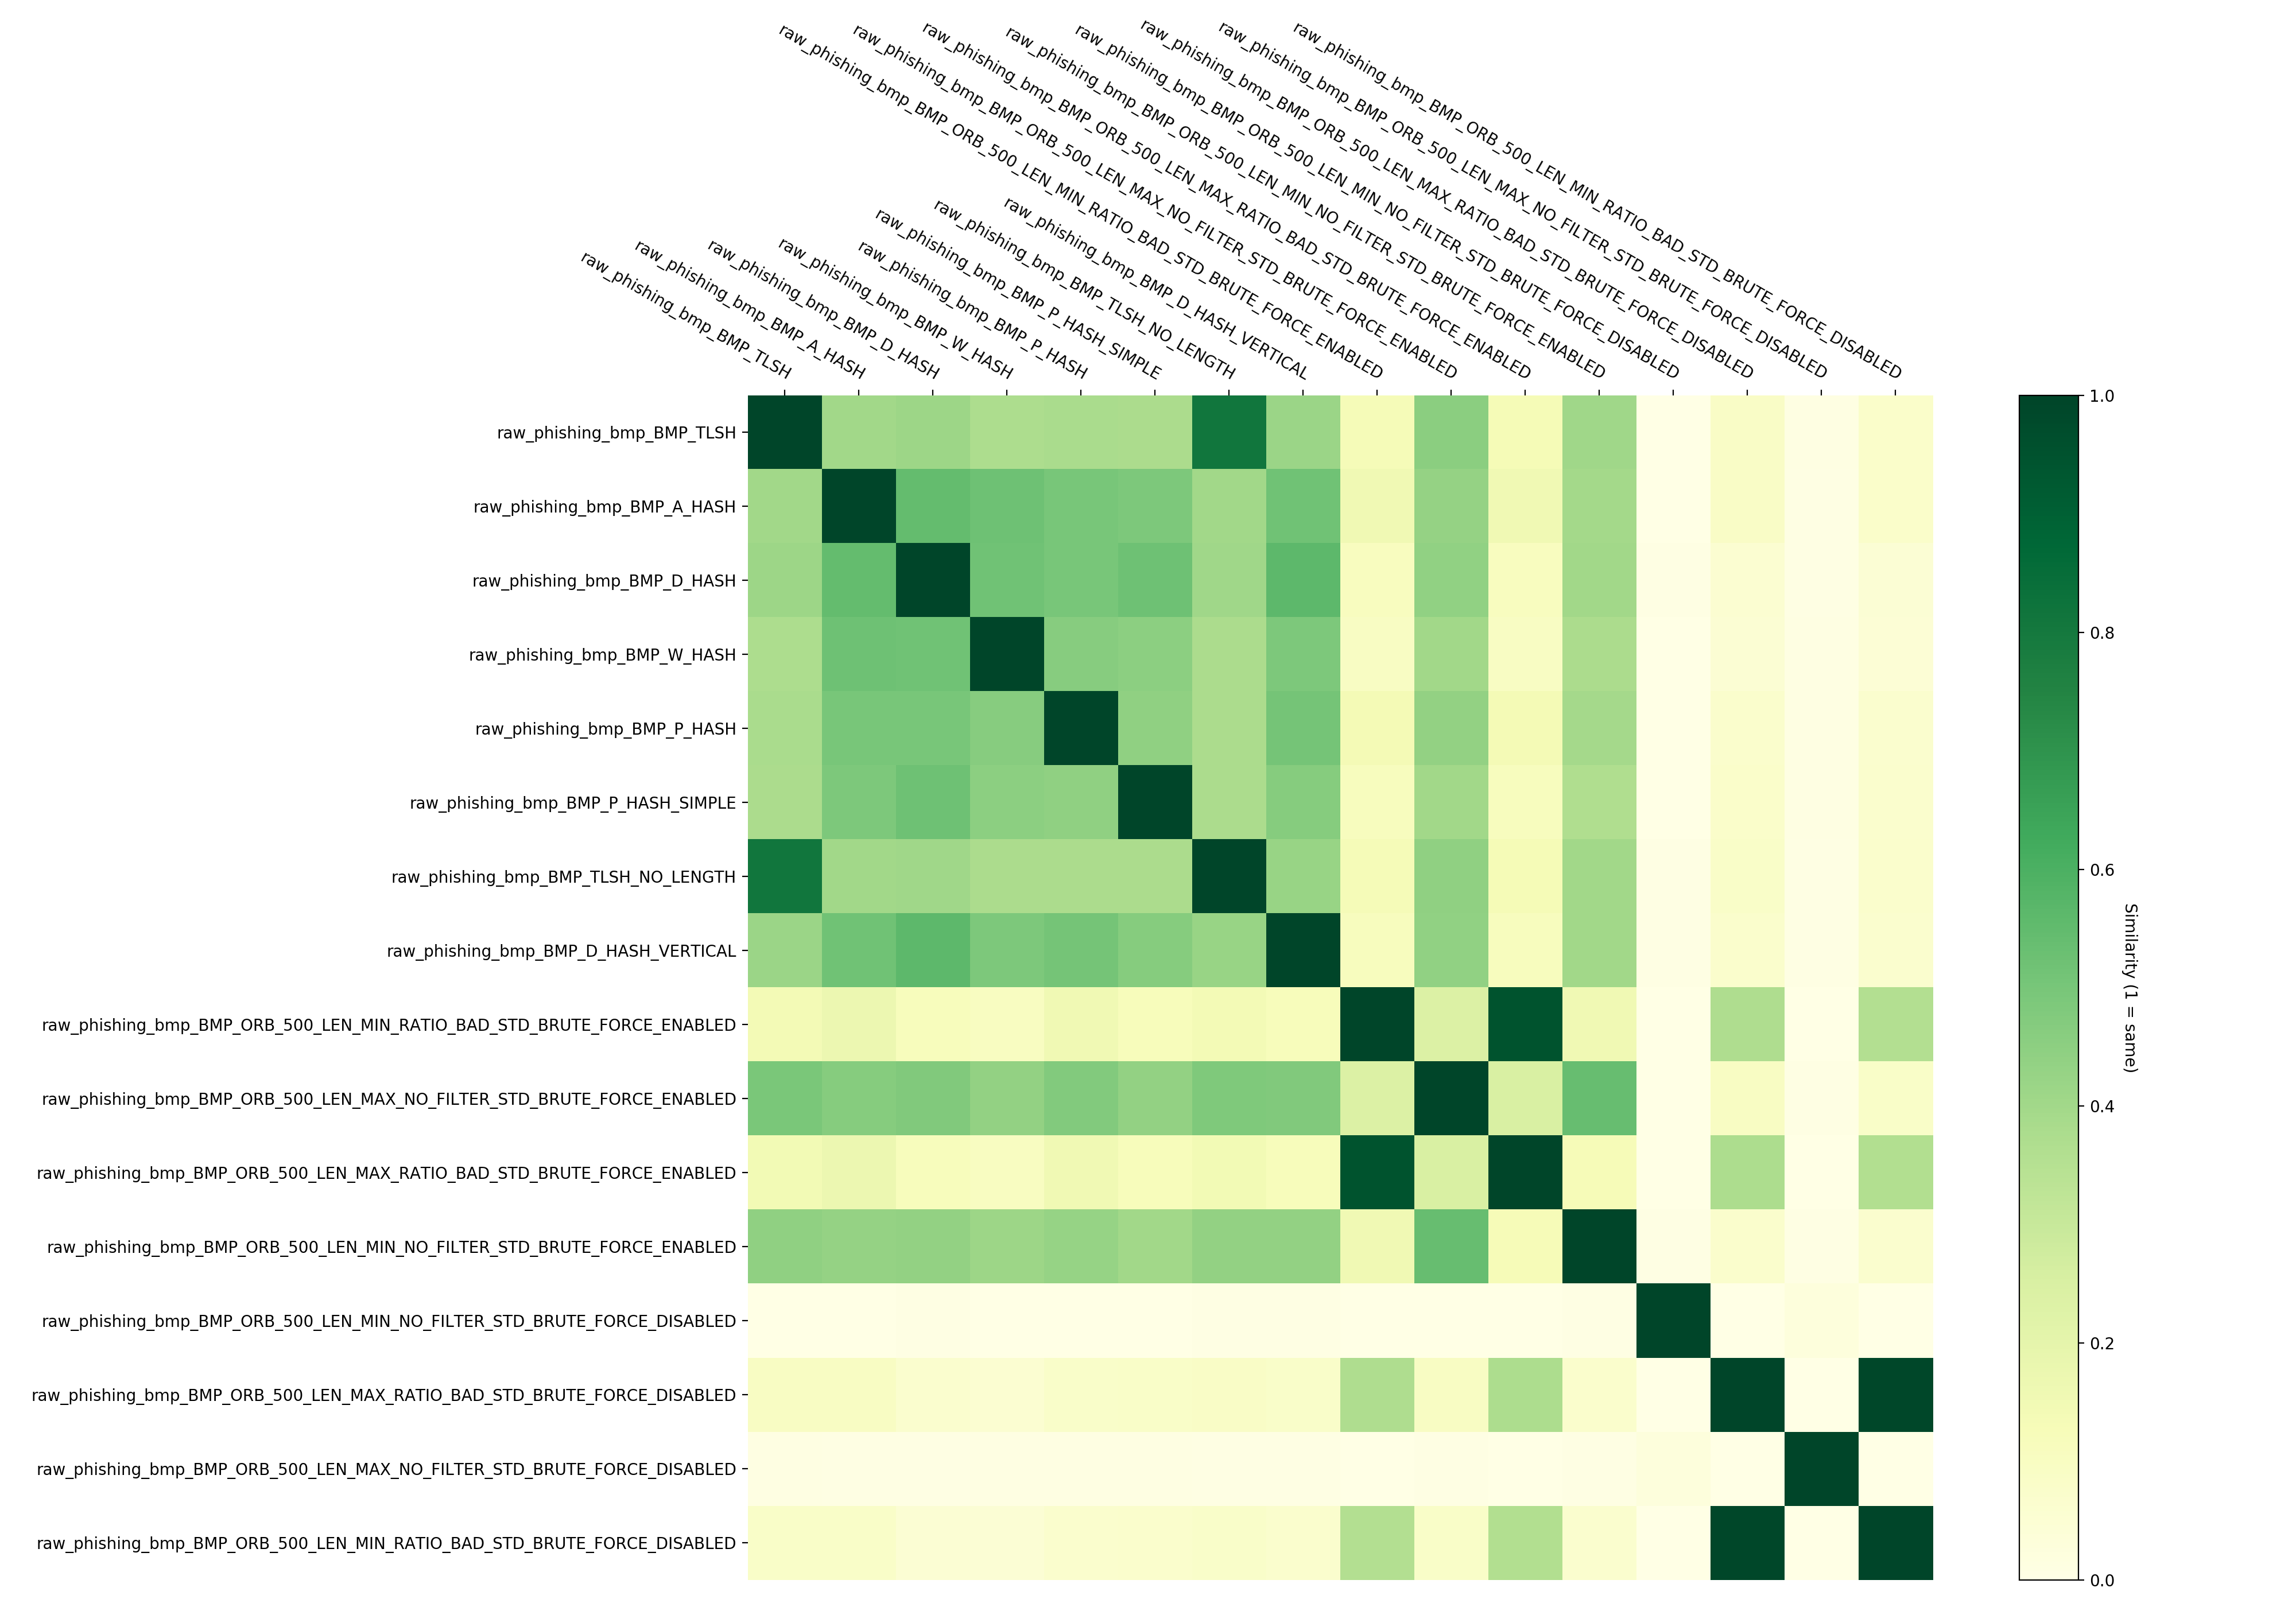 raw_phishing_bmp_BMP_TLSH
raw_phishing_bmp_BMP_A_HASH
raw_phishing_bmp_BMP_D_HASH
raw_phishing_bmp_BMP_W_HASH
raw_phishing_bmp_BMP_P_HASH
raw_phishing_bmp_BMP_P_HASH_SIMPLE
raw_phishing_bmp_BMP_TLSH_NO_LENGTH
raw_phishing_bmp_BMP_D_HASH_VERTICAL
raw_phishing_bmp_BMP_ORB_500_LEN_MIN_RATIO_BAD_STD_BRUTE_FORCE_ENABLED
raw_phishing_bmp_BMP_ORB_500_LEN_MAX_NO_FILTER_STD_BRUTE_FORCE_ENABLED
raw_phishing_bmp_BMP_ORB_500_LEN_MAX_RATIO_BAD_STD_BRUTE_FORCE_ENABLED
raw_phishing_bmp_BMP_ORB_500_LEN_MIN_NO_FILTER_STD_BRUTE_FORCE_ENABLED
raw_phishing_bmp_BMP_ORB_500_LEN_MIN_NO_FILTER_STD_BRUTE_FORCE_DISABLED
raw_phishing_bmp_BMP_ORB_500_LEN_MAX_RATIO_BAD_STD_BRUTE_FORCE_DISABLED
raw_phishing_bmp_BMP_ORB_500_LEN_MAX_NO_FILTER_STD_BRUTE_FORCE_DISABLED
raw_phishing_bmp_BMP_ORB_500_LEN_MIN_RATIO_BAD_STD_BRUTE_FORCE_DISABLED
raw_phishing_bmp_BMP_TLSH
raw_phishing_bmp_BMP_A_HASH
raw_phishing_bmp_BMP_D_HASH
raw_phishing_bmp_BMP_W_HASH
raw_phishing_bmp_BMP_P_HASH
raw_phishing_bmp_BMP_P_HASH_SIMPLE
raw_phishing_bmp_BMP_TLSH_NO_LENGTH
raw_phishing_bmp_BMP_D_HASH_VERTICAL
raw_phishing_bmp_BMP_ORB_500_LEN_MIN_RATIO_BAD_STD_BRUTE_FORCE_ENABLED
raw_phishing_bmp_BMP_ORB_500_LEN_MAX_NO_FILTER_STD_BRUTE_FORCE_ENABLED
raw_phishing_bmp_BMP_ORB_500_LEN_MAX_RATIO_BAD_STD_BRUTE_FORCE_ENABLED
raw_phishing_bmp_BMP_ORB_500_LEN_MIN_NO_FILTER_STD_BRUTE_FORCE_ENABLED
raw_phishing_bmp_BMP_ORB_500_LEN_MIN_NO_FILTER_STD_BRUTE_FORCE_DISABLED
raw_phishing_bmp_BMP_ORB_500_LEN_MAX_RATIO_BAD_STD_BRUTE_FORCE_DISABLED
raw_phishing_bmp_BMP_ORB_500_LEN_MAX_NO_FILTER_STD_BRUTE_FORCE_DISABLED
raw_phishing_bmp_BMP_ORB_500_LEN_MIN_RATIO_BAD_STD_BRUTE_FORCE_DISABLED
1.0
0.8
0.6
0.4
0.2
0.0
Similarity (1 = same)